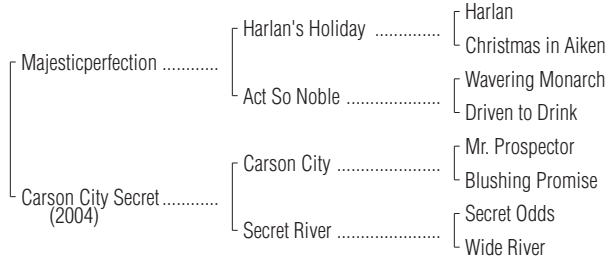 Harlan
Harlan's Holiday ..............
Christmas in Aiken
Majesticperfection ............
Wavering Monarch
Act So Noble .....................
Driven to Drink
Mr. Prospector
Carson City .......................
Blushing Promise
Carson City Secret ............
(2004)
Secret Odds
Secret River .......................
Wide River